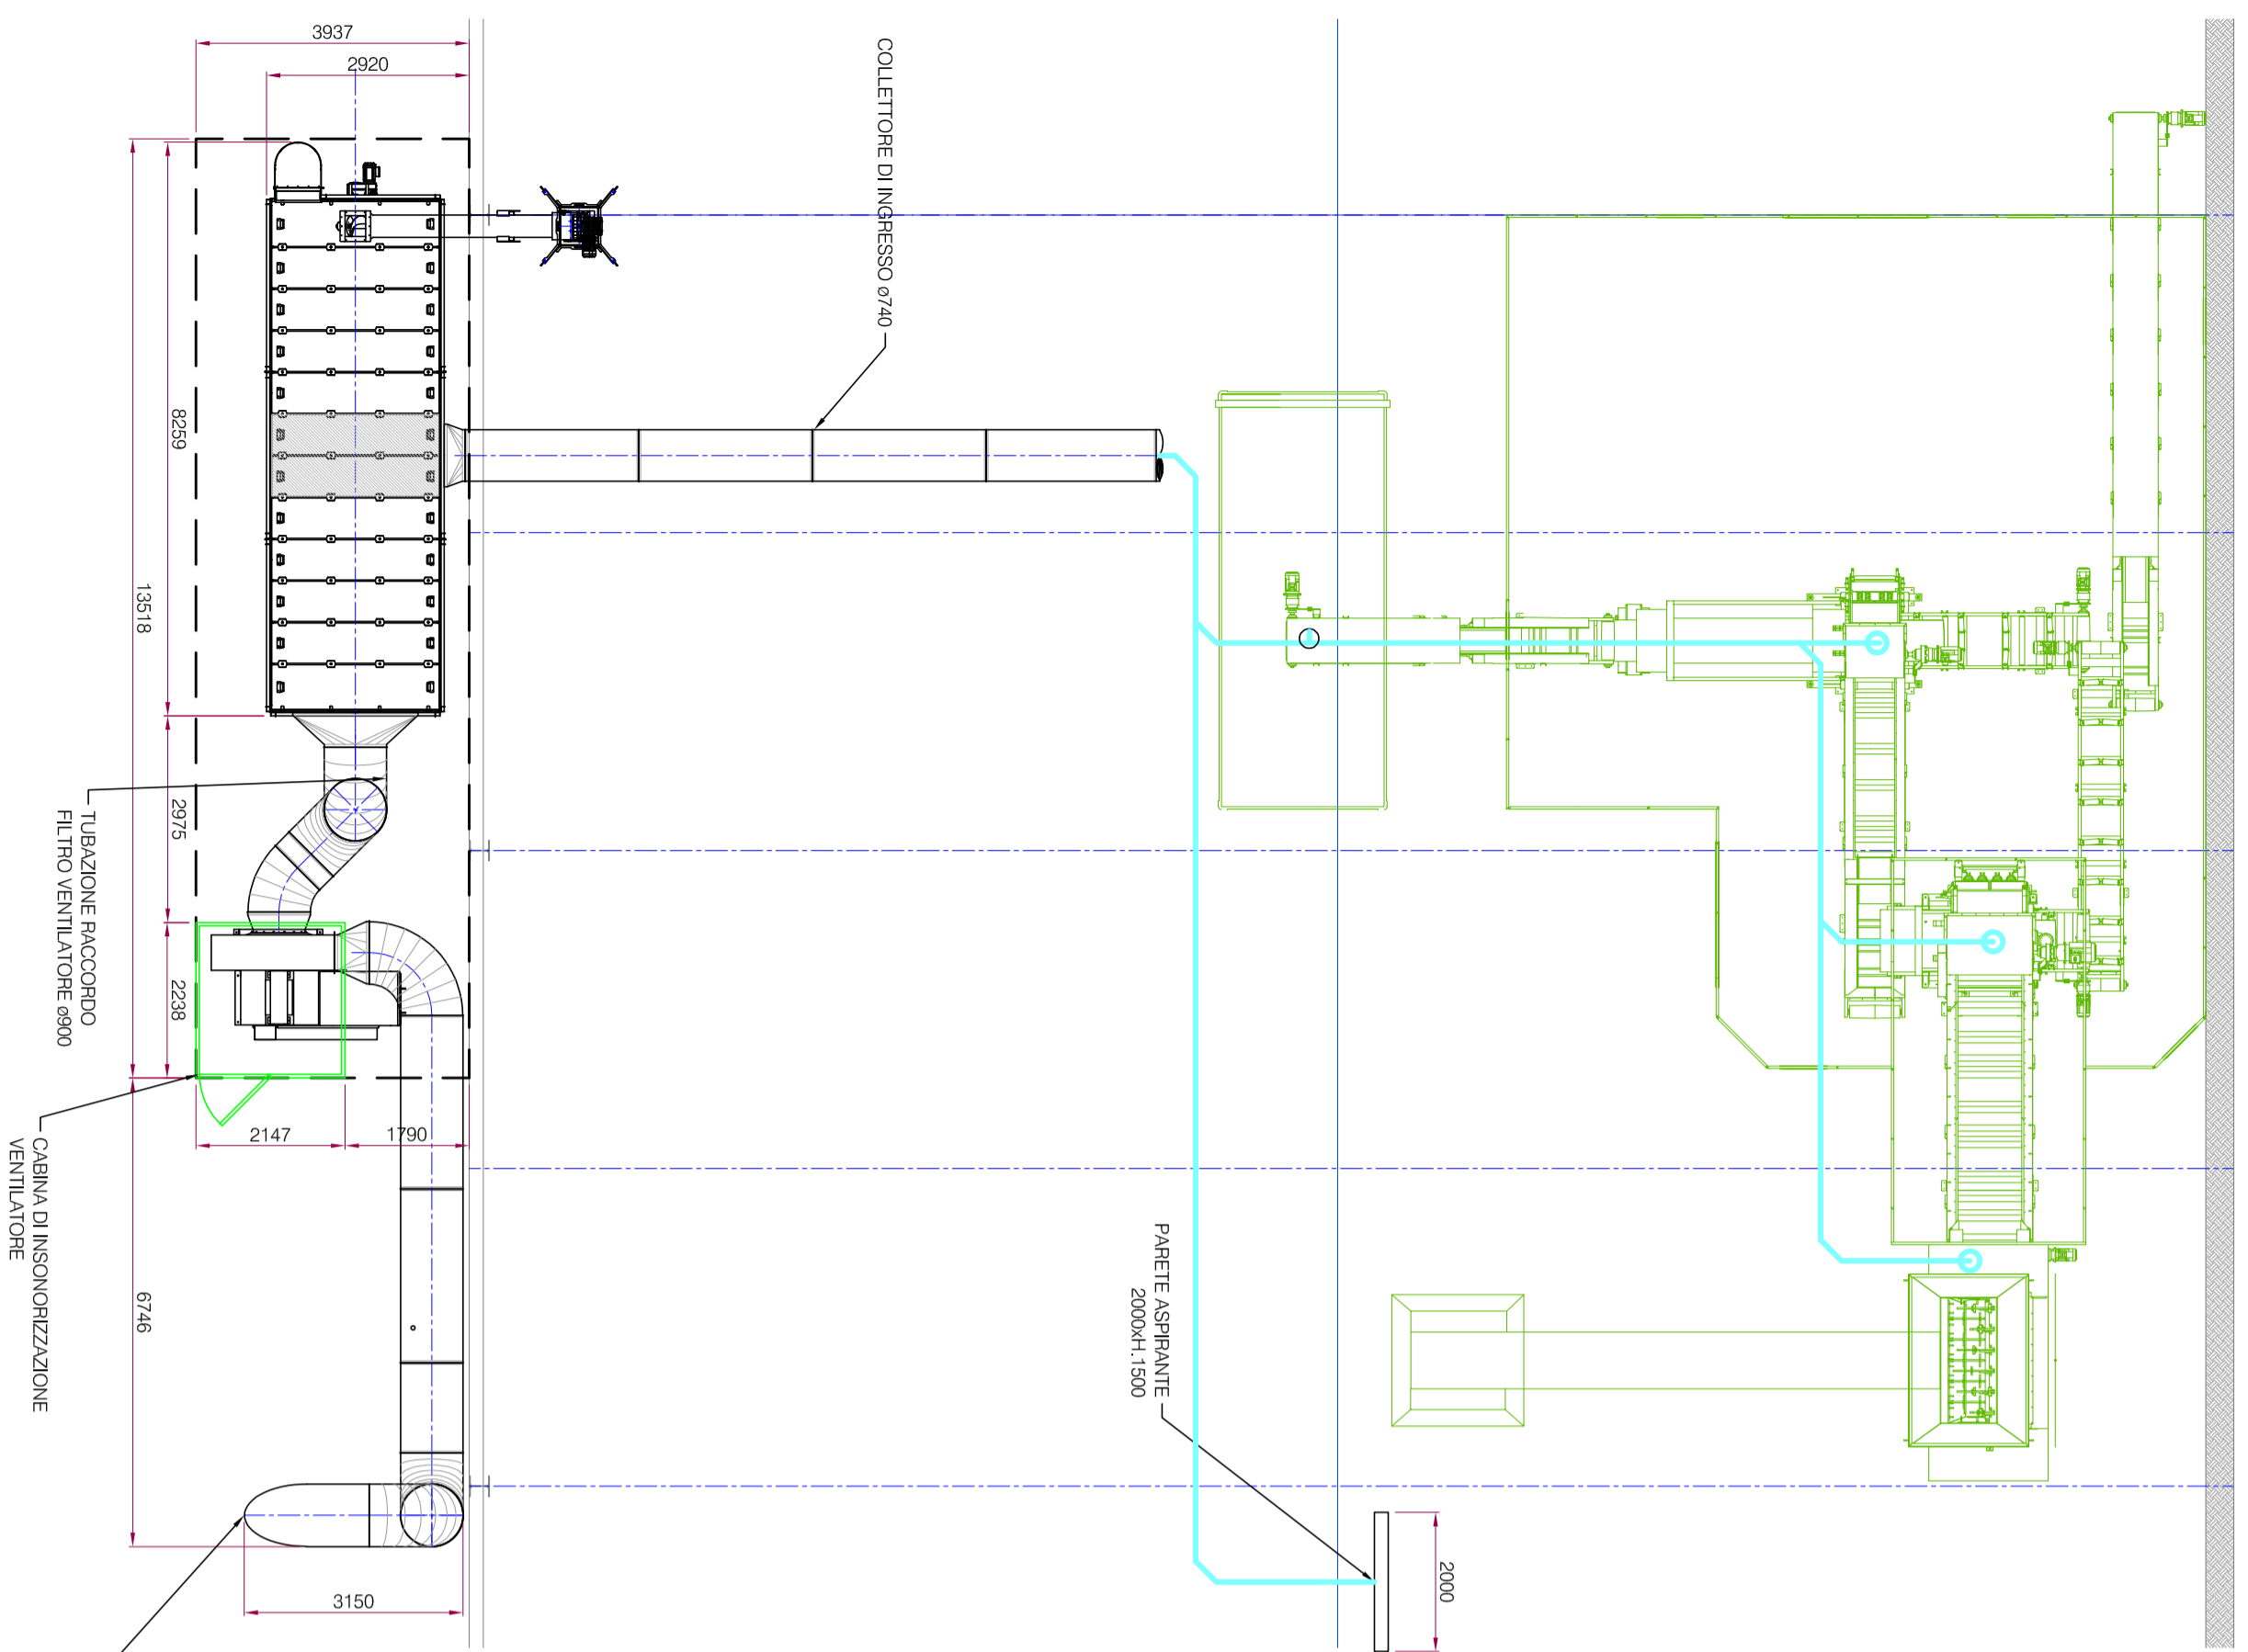 3937
2920
COLLETTORE DI INGRESSO ø740
8259
13518
2975
2238
TUBAZIONE RACCORDO
FILTRO VENTILATORE ø900
2147
1790
CABINA DI INSONORIZZAZIONE
VENTILATORE
6746
PARETE ASPIRANTE
2000xH.1500
2000
3150